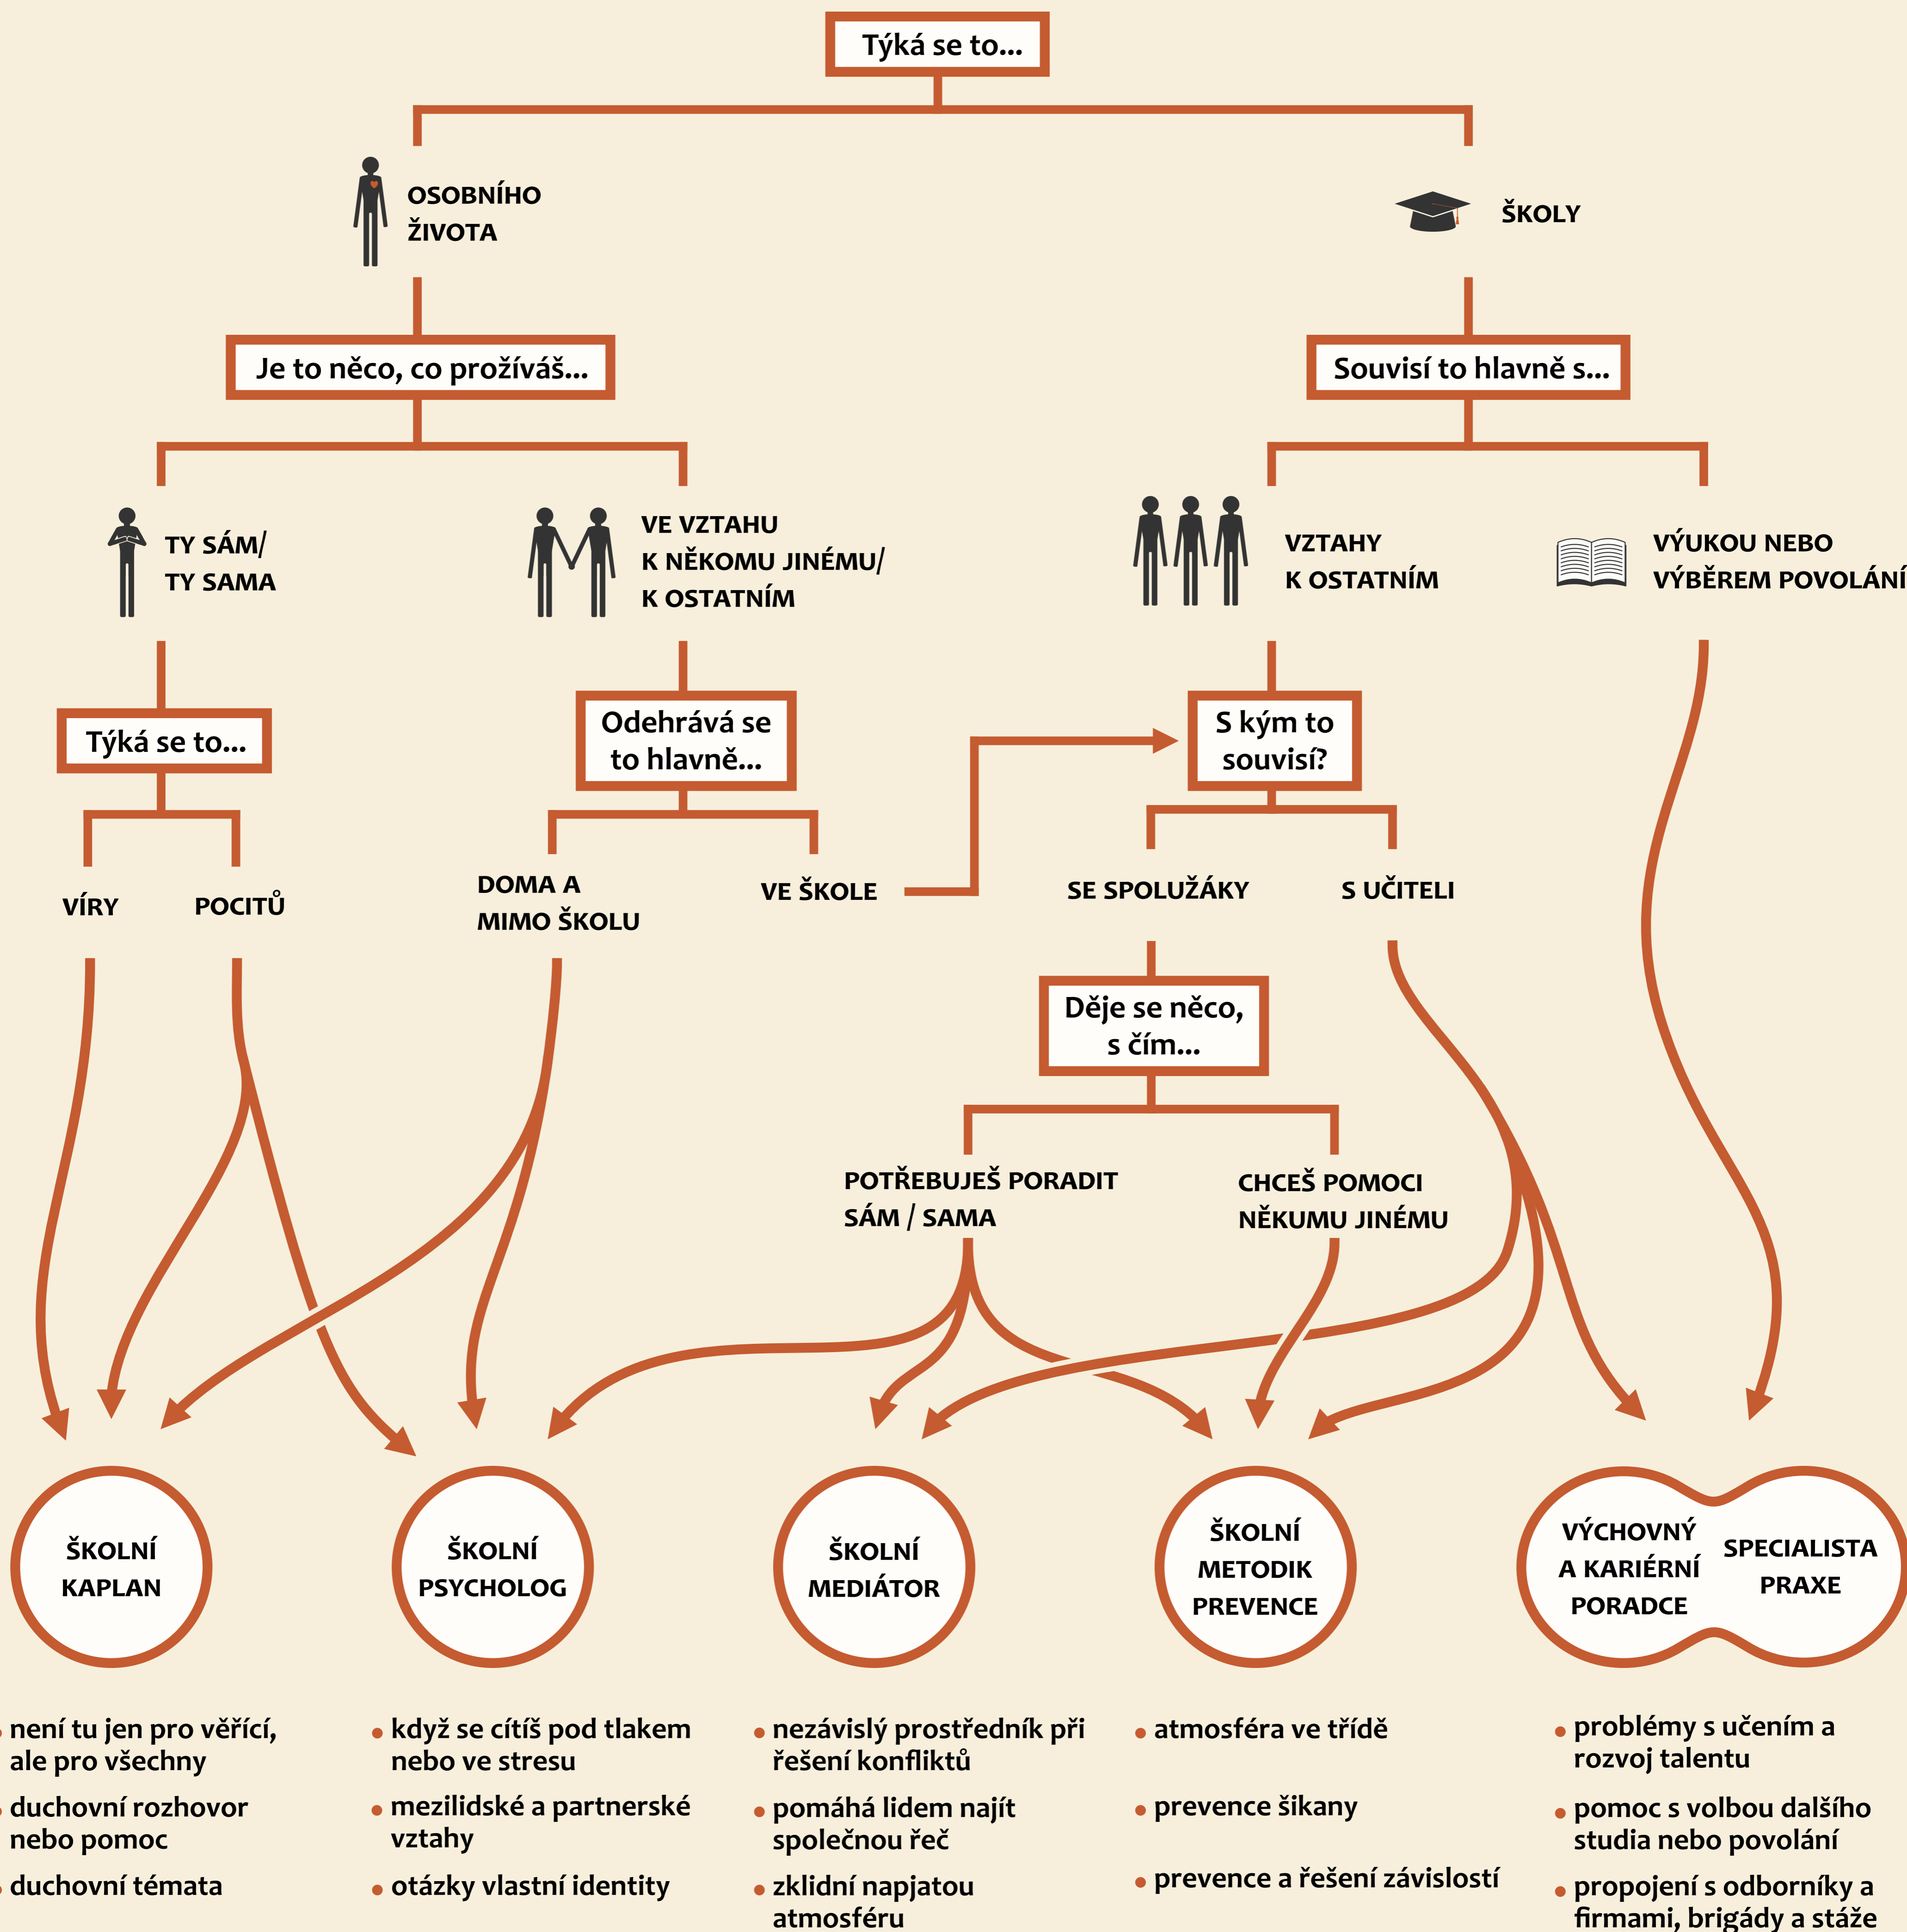 Týká se to...
OSOBNÍHO
ŽIVOTA
ŠKOLY
Je to něco, co prožíváš...
Souvisí to hlavně s...
TY SÁM/
TY SAMA
VE VZTAHU
K NĚKOMU JINÉMU/
K OSTATNÍM
VZTAHY
K OSTATNÍM
VÝUKOU NEBO
VÝBĚREM POVOLÁNÍ
Týká se to...
Odehrává se
to hlavně...
S kým to
souvisí?
VÍRY
POCITŮ
DOMA A
MIMO ŠKOLU
VE ŠKOLE
SE SPOLUŽÁKY
S UČITELI
Děje se něco,
s čím...
POTŘEBUJEŠ PORADIT
SÁM / SAMA
CHCEŠ POMOCI
NĚKUMU JINÉMU
ŠKOLNÍ
KAPLAN
ŠKOLNÍ
PSYCHOLOG
ŠKOLNÍ
MEDIÁTOR
ŠKOLNÍ
METODIK
PREVENCE
VÝCHOVNÝ
A KARIÉRNÍ
PORADCE
SPECIALISTA
PRAXE
• není tu jen pro věřící,
ale pro všechny
• duchovní rozhovor
nebo pomoc
• duchovní témata
• když se cítíš pod tlakem
nebo ve stresu
• mezilidské a partnerské
vztahy
• otázky vlastní identity
• nezávislý prostředník při
řešení konfliktů
• pomáhá lidem najít
společnou řeč
• zklidní napjatou
atmosféru
• atmosféra ve třídě
• prevence šikany
• prevence a řešení závislostí
• problémy s učením a
rozvoj talentu
• pomoc s volbou dalšího
studia nebo povolání
• propojení s odborníky a
firmami, brigády a stáže